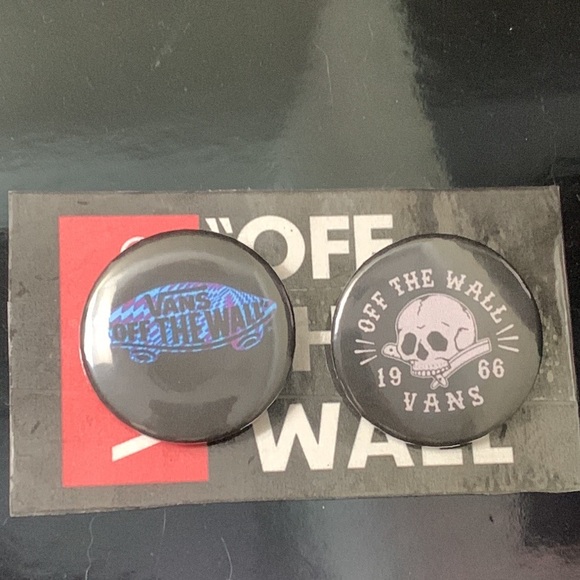 "OFF
H
WALL
VANS
OFF THE WALL
OFF THE WALL
19 66
VANS